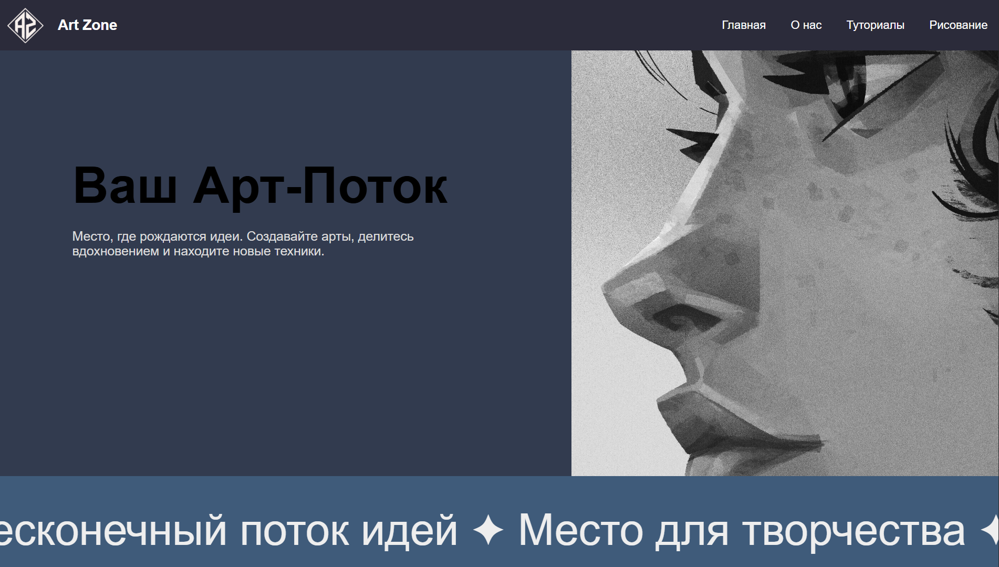 AZ
Art Zone
Главная О нас Туториалы Рисование
Ваш Арт-Поток
Место, где рождаются идеи. Создавайте арты, делитесь
вдохновением и находите новые техники.
есконечный поток идей ✦ Место для творчества ✦